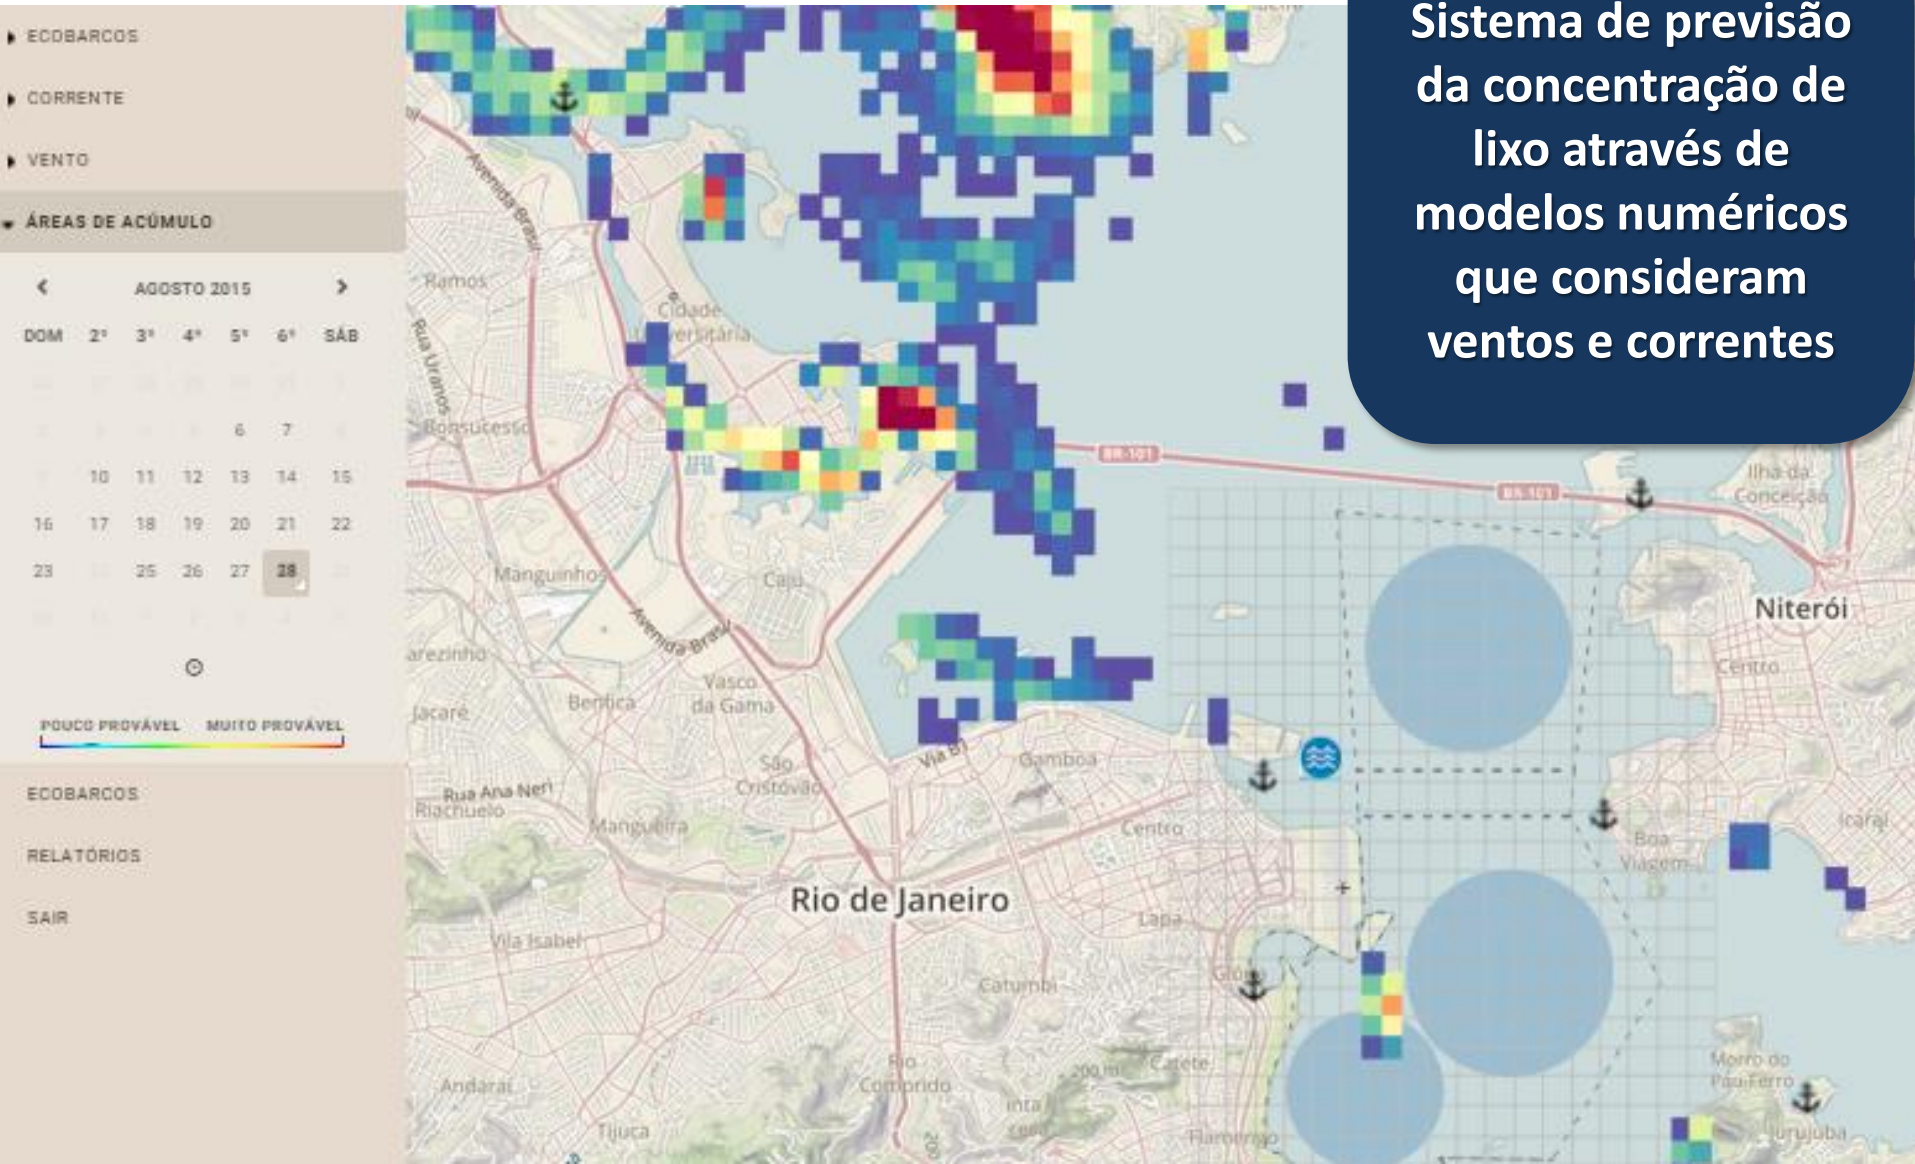 ECOBARCOS
CORRENTE
VENTO
ÁREAS DE ACÚMULO
AGOSTO 2015
DOM 2ª 3ª 4ª 5ª 6ª SÁB
6 7
10 11 12 13 14 15
16 17 18 19 20 21 22
23 25 26 27 28
POUCO PROVÁVEL MUITO PROVÁVEL
ECOBARCOS
RELATÓRIOS
SAIR
Sistema de previsão
da concentração de
lixo através de
modelos numéricos
que consideram
ventos e correntes
Avenida Brasil
Ramos
Cidade
Rua Uranos
Bonsucesso
BR-101
BR-101
Ilha da
Conceição
Manguinhos
Caju
Niterói
Avenida Brasil
arezinho
Centro
Vasco
da Gama
Benfica
Jacaré
Via B1
Gamboa
São
Cristóvão
Rua Ana Neri
Riachuelo
Mangueira
Centro
Icaraí
Boa
Viagem
Rio de Janeiro
Lapa
Vila Isabel
Glória
Catumbi
Rio
Comprido
200 m
Catete
Morro do
Pau Ferro
Andaraí
Tijuca
Flamengo
Jurujuba